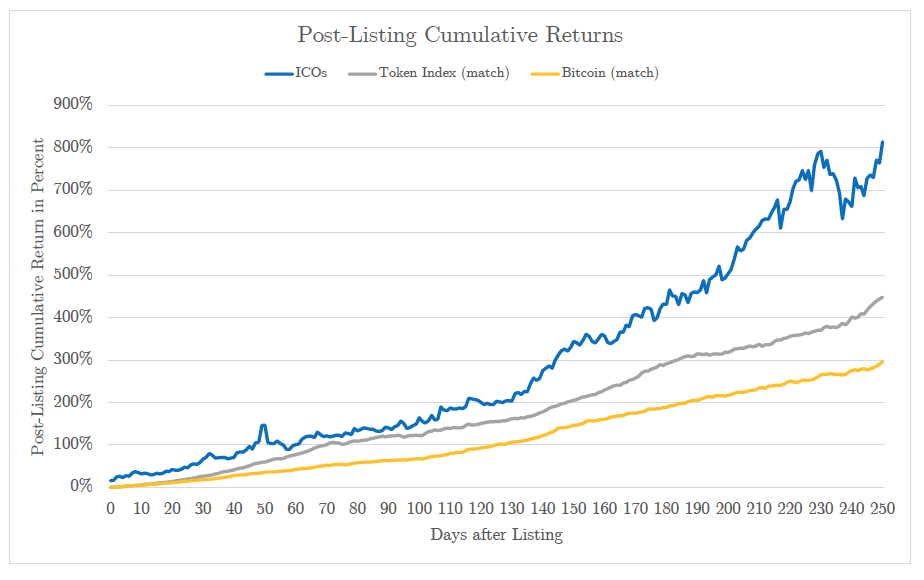 Post-Listing Cumulative Returns
ICOs Token Index (match) Bitcoin (match)
900%
800%
700%
600%
500%
400%
300%
200%
100%
0%
Post-Listing Cumulative Return in Percent
0 10 20 30 40 50 60 70 80 90 100 110 120 130 140 150 160 170 180 190 200 210 220 230 240 250
Days after Listing